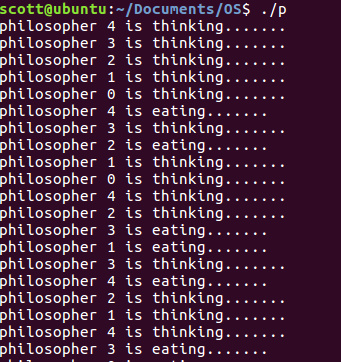 scott@ubuntu:~/Documents/OS$ ./p
philosopher 4 is thinking.......
philosopher 3 is thinking.......
philosopher 2 is thinking.......
philosopher 1 is thinking.......
philosopher 0 is thinking.......
philosopher 4 is eating.......
philosopher 3 is thinking.......
philosopher 2 is eating.......
philosopher 1 is thinking.......
philosopher 0 is thinking.......
philosopher 4 is thinking.......
philosopher 2 is thinking.......
philosopher 3 is eating.......
philosopher 1 is eating.......
philosopher 3 is thinking.......
philosopher 4 is eating.......
philosopher 2 is thinking.......
philosopher 1 is thinking.......
philosopher 4 is thinking.......
philosopher 3 is eating.......